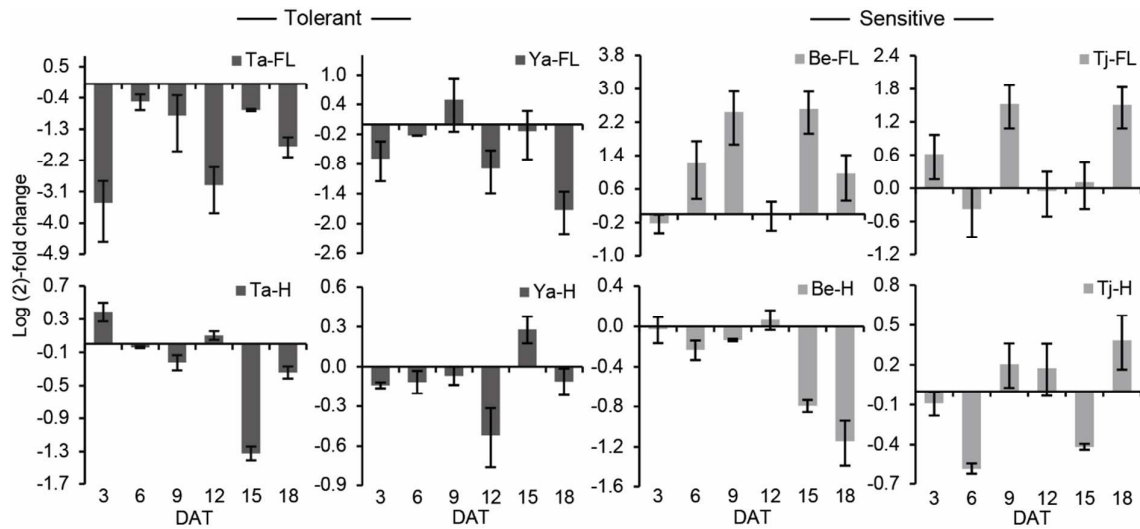 Tolerant
Sensitive
Log (2)-fold change
0.5
-0.4
-1.3
-2.2
-3.1
-4.0
-4.9
Ta-FL
1.0
0.4
-0.2
-0.8
-1.4
-2.0
-2.6
Ya-FL
3.8
3.0
2.2
1.4
0.6
-0.2
-1.0
Be-FL
2.4
1.8
1.2
0.6
0.0
-0.6
-1.2
Tj-FL
0.7
0.3
-0.1
-0.5
-0.9
-1.3
-1.7
Ta-H
3 6 9 12 15 18
DAT
0.6
0.3
0.0
-0.3
-0.6
-0.9
Ya-H
3 6 9 12 15 18
DAT
0.4
0.0
-0.4
-0.8
-1.2
-1.6
Be-H
3 6 9 12 15 18
DAT
0.8
0.5
0.2
-0.1
-0.4
-0.7
Tj-H
3 6 9 12 15 18
DAT